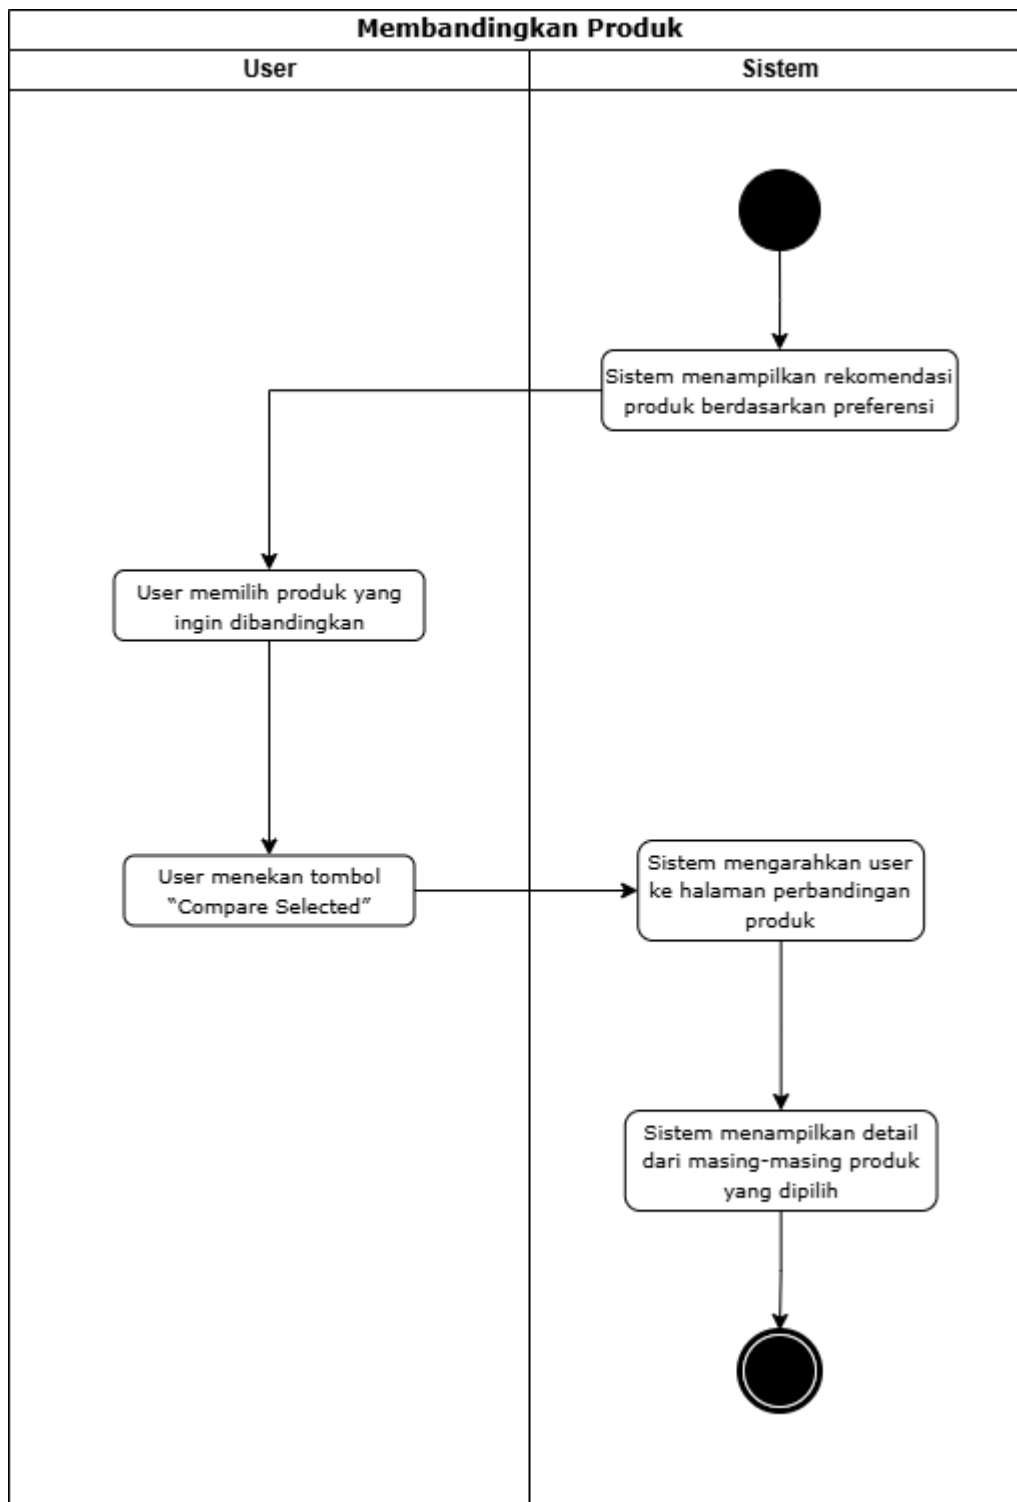 Membandingkan Produk
User
Sistem
Sistem menampilkan rekomendasi
produk berdasarkan preferensi
User memilih produk yang
ingin dibandingkan
User menekan tombol
“Compare Selected”
Sistem mengarahkan user
ke halaman perbandingan
produk
Sistem menampilkan detail
dari masing-masing produk
yang dipilih